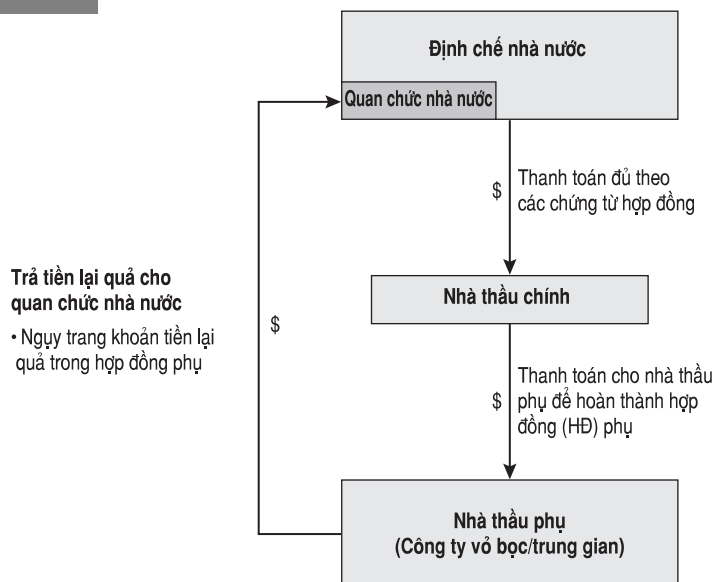 Định chế nhà nước
Quan chức nhà nước
$
Thanh toán đủ theo
các chứng từ hợp đồng
Trả tiền lại quả cho
quan chức nhà nước
• Ngụy trang khoản tiền lại
quả trong hợp đồng phụ
$
Nhà thầu chính
$
Thanh toán cho nhà thầu
phụ để hoàn thành hợp
đồng (HĐ) phụ
Nhà thầu phụ
(Công ty vỏ bọc/trung gian)